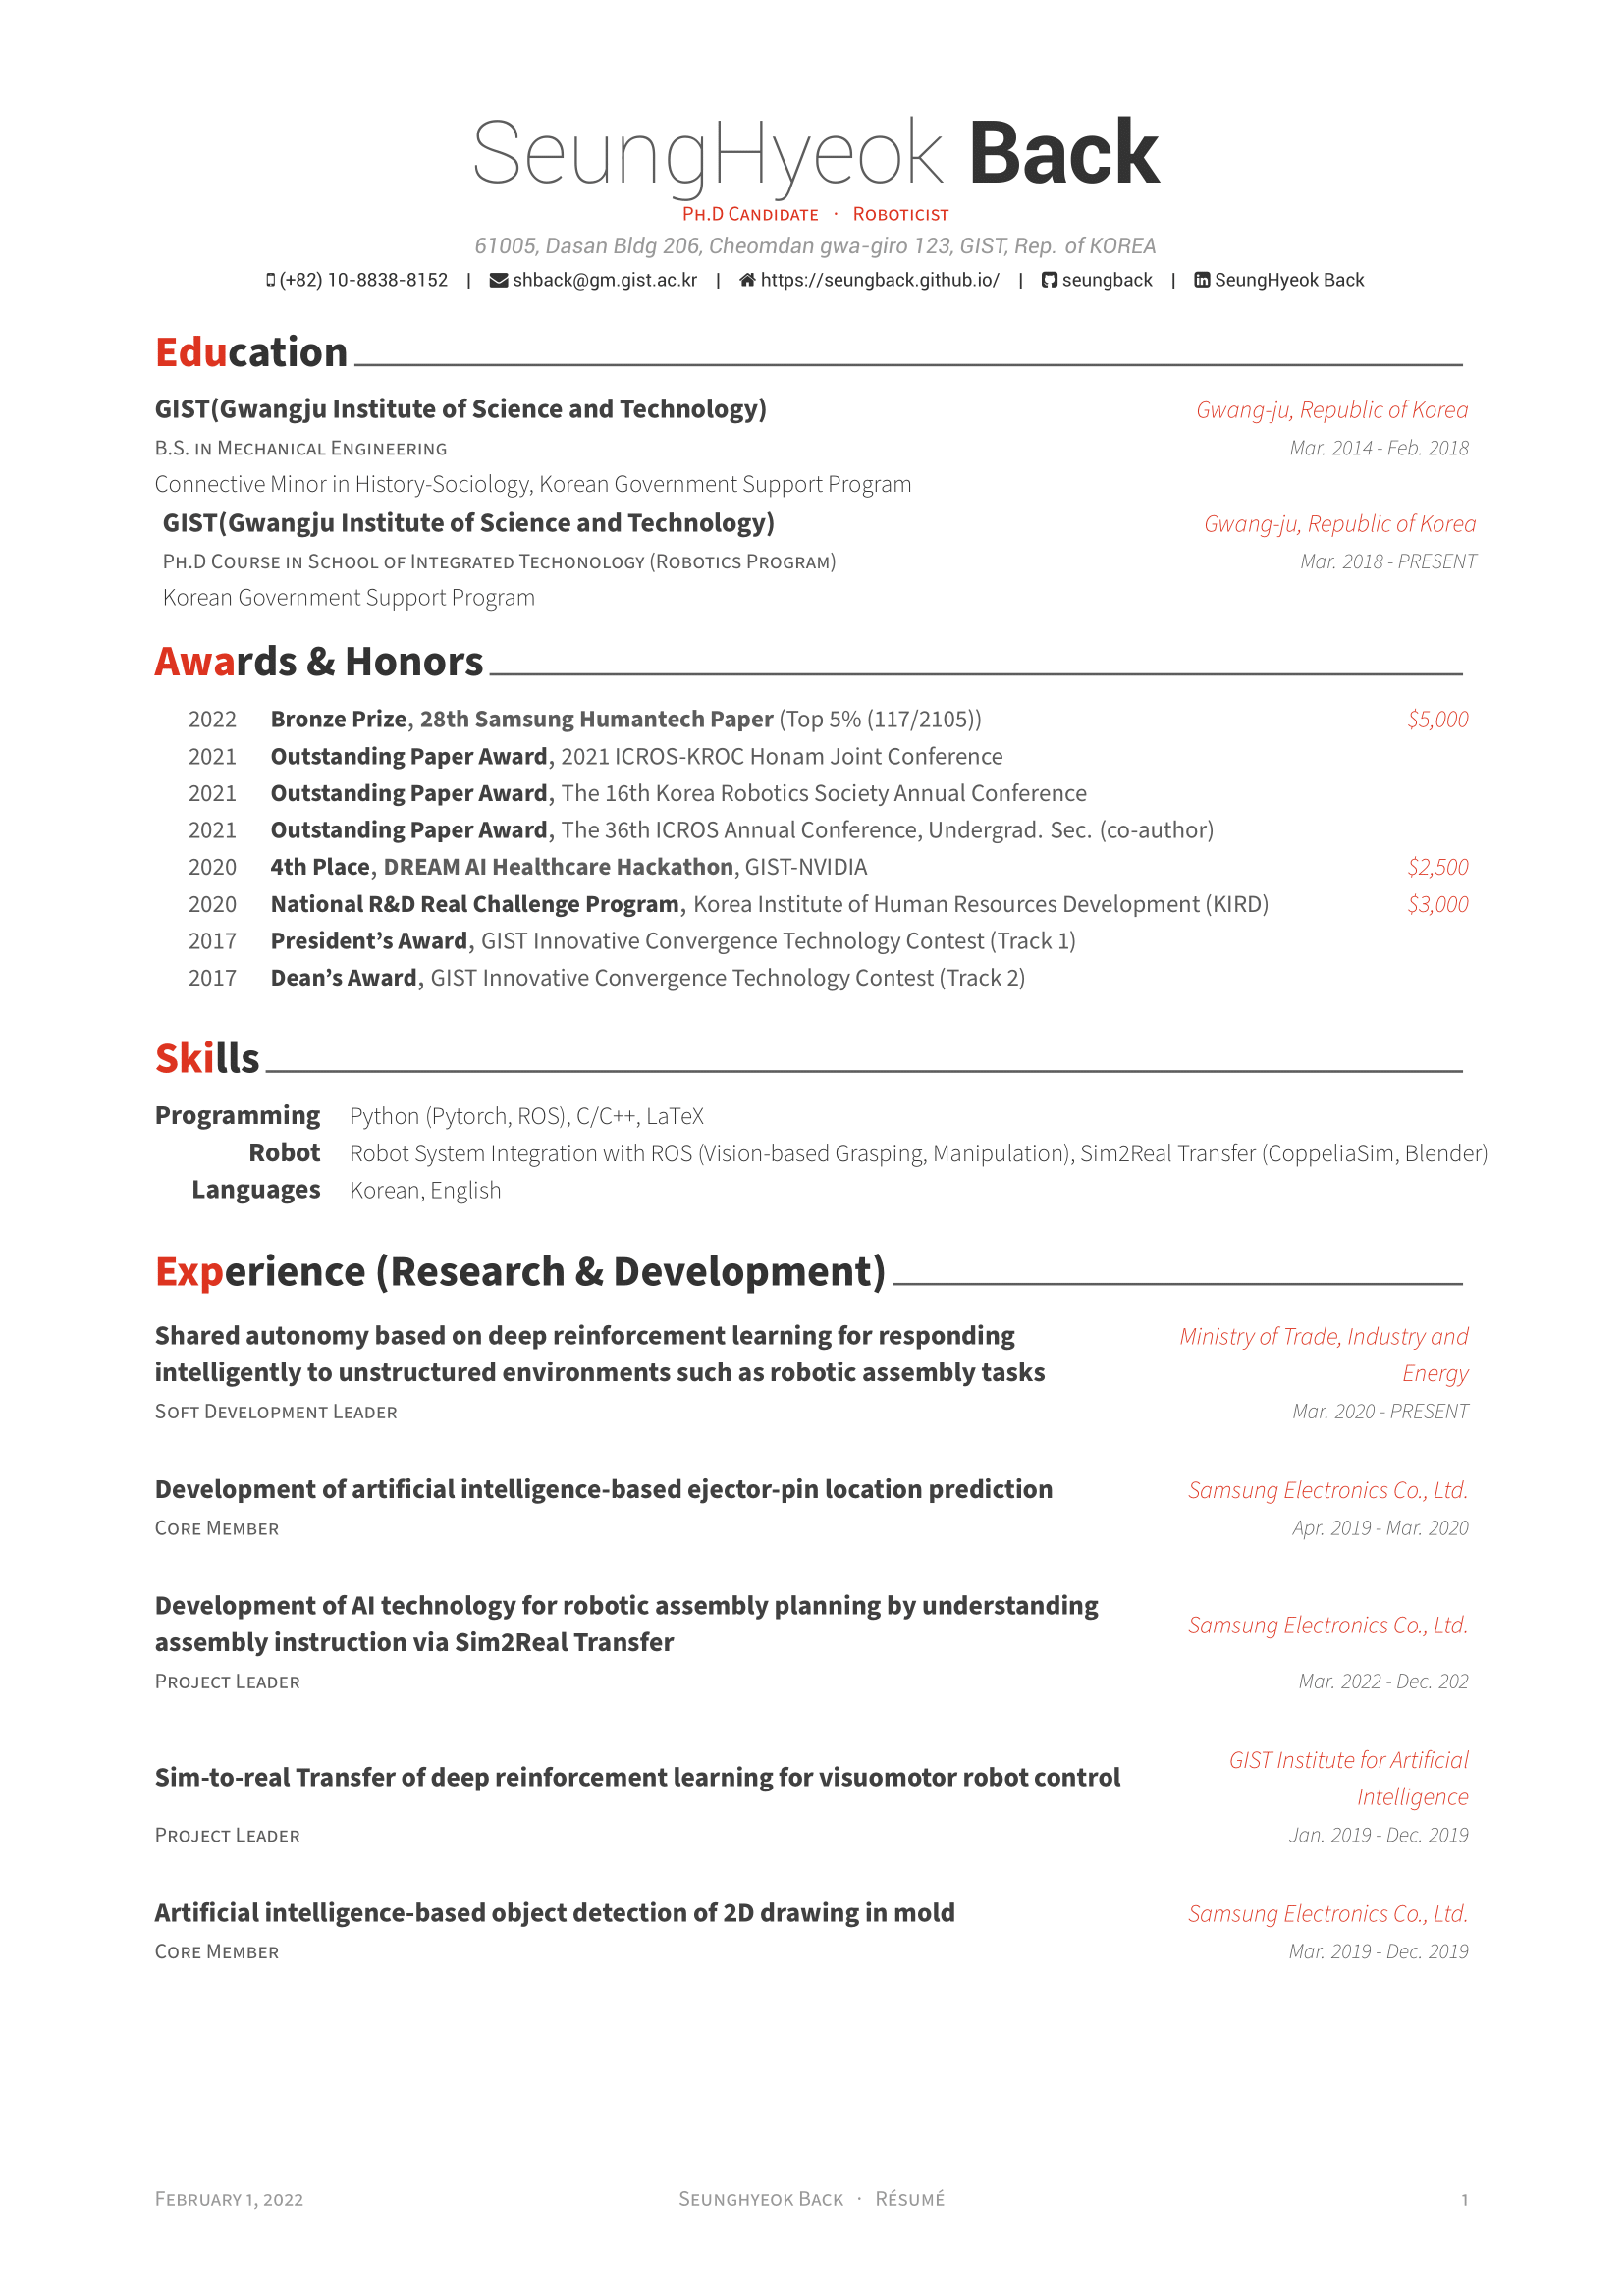 SeungHyeok Back
Ph.D Candidate · Roboticist
61005, Dasan Bldg 206, Cheomdan gwa-giro 123, GIST, Rep. of KOREA
(+82) 10-8838-8152 | shback@gm.gist.ac.kr | https://seungback.github.io/ | seungback | SeungHyeok Back
Education
GIST(Gwangju Institute of Science and Technology) Gwang-ju, Republic of Korea
B.S. in Mechanical Engineering Mar. 2014 - Feb. 2018
Connective Minor in History-Sociology, Korean Government Support Program
GIST(Gwangju Institute of Science and Technology) Gwang-ju, Republic of Korea
Ph.D Course in School of Integrated Techonology (Robotics Program) Mar. 2018 - PRESENT
Korean Government Support Program
Awards & Honors
2022 Bronze Prize, 28th Samsung Humantech Paper (Top 5% (117/2105)) $5,000
2021 Outstanding Paper Award, 2021 ICROS-KROC Honam Joint Conference
2021 Outstanding Paper Award, The 16th Korea Robotics Society Annual Conference
2021 Outstanding Paper Award, The 36th ICROS Annual Conference, Undergrad. Sec. (co-author)
2020 4th Place, DREAM AI Healthcare Hackathon, GIST-NVIDIA $2,500
2020 National R&D Real Challenge Program, Korea Institute of Human Resources Development (KIRD) $3,000
2017 President's Award, GIST Innovative Convergence Technology Contest (Track 1)
2017 Dean's Award, GIST Innovative Convergence Technology Contest (Track 2)
Skills
Programming Python (Pytorch, ROS), C/C++, LaTeX
Robot Robot System Integration with ROS (Vision-based Grasping, Manipulation), Sim2Real Transfer (CoppeliaSim, Blender)
Languages Korean, English
Experience (Research & Development)
Shared autonomy based on deep reinforcement learning for responding Ministry of Trade, Industry and
intelligently to unstructured environments such as robotic assembly tasks Energy
Soft Development Leader Mar. 2020 - PRESENT
Development of artificial intelligence-based ejector-pin location prediction Samsung Electronics Co., Ltd.
Core Member Apr. 2019 - Mar. 2020
Development of AI technology for robotic assembly planning by understanding
assembly instruction via Sim2Real Transfer Samsung Electronics Co., Ltd.
Project Leader Mar. 2022 - Dec. 202
Sim-to-real Transfer of deep reinforcement learning for visuomotor robot control GIST Institute for Artificial
Intelligence
Project Leader Jan. 2019 - Dec. 2019
Artificial intelligence-based object detection of 2D drawing in mold Samsung Electronics Co., Ltd.
Core Member Mar. 2019 - Dec. 2019
February 1, 2022 Seunghyeok Back · Résumé 1